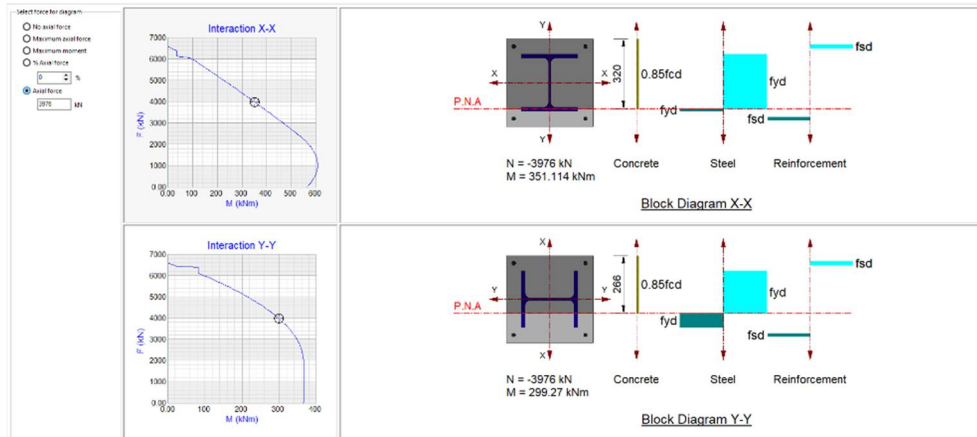 Select force for diagram
No axial force
Maximum axial force
Maximum moment
% Axial force
0 %
Axial force
3976 kN
Interaction X-X
7000
6000
5000
4000
3000
2000
1000
0.00
F (kN)
0.00 100 200 300 400 500 600
M (kNm)
Y
X X
Y
P.N.A
320
0.85fcd
fyd
fyd
fsd
fsd
N = -3976 kN
M = 351.114 kNm
Concrete Steel Reinforcement
Block Diagram X-X
Interaction Y-Y
7000
6000
5000
4000
3000
2000
1000
0.00
F (kN)
0.00 100 200 300 400
M (kNm)
X
Y Y
X
P.N.A
266
0.85fcd
fyd
fyd
fsd
fsd
N = -3976 kN
M = 299.27 kNm
Concrete Steel Reinforcement
Block Diagram Y-Y